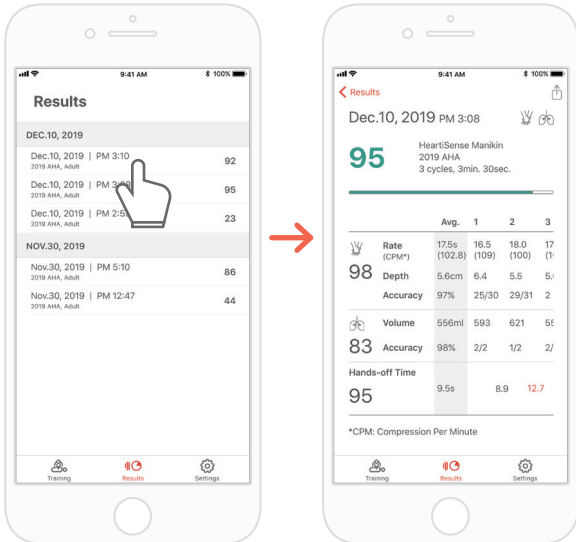 9:41 AM
100%
Results
DEC.10, 2019
Dec.10, 2019 | PM 3:10
2019 AHA, Adult
92
Dec.10, 2019 | PM
2019 AHA, Adult
95
Dec.10, 2019 | PM
2019 AHA, Adult
23
NOV.30, 2019
Nov.30, 2019 | PM 5:10
2019 AHA, Adult
86
Nov.30, 2019 | PM 12:47
2019 AHA, Adult
44
Training
Results
Settings
9:41 AM
100%
Results
Dec.10, 2019 PM 3:08
95
HeartiSense Manikin
2019 AHA
3 cycles, 3min. 30sec.
Avg. 1 2 3
Rate 17.5s 16.5 18.0 17
(CPM*) (102.8) (109) (100)
98
Depth 5.6cm 6.4 5.5
Accuracy 97% 25/30 29/31 2
Volume 556ml 593 621
83
Accuracy 98% 2/2 1/2 2/
Hands-off Time
95
9.5s 8.9 12.7
*CPM: Compression Per Minute
Training
Results
Settings